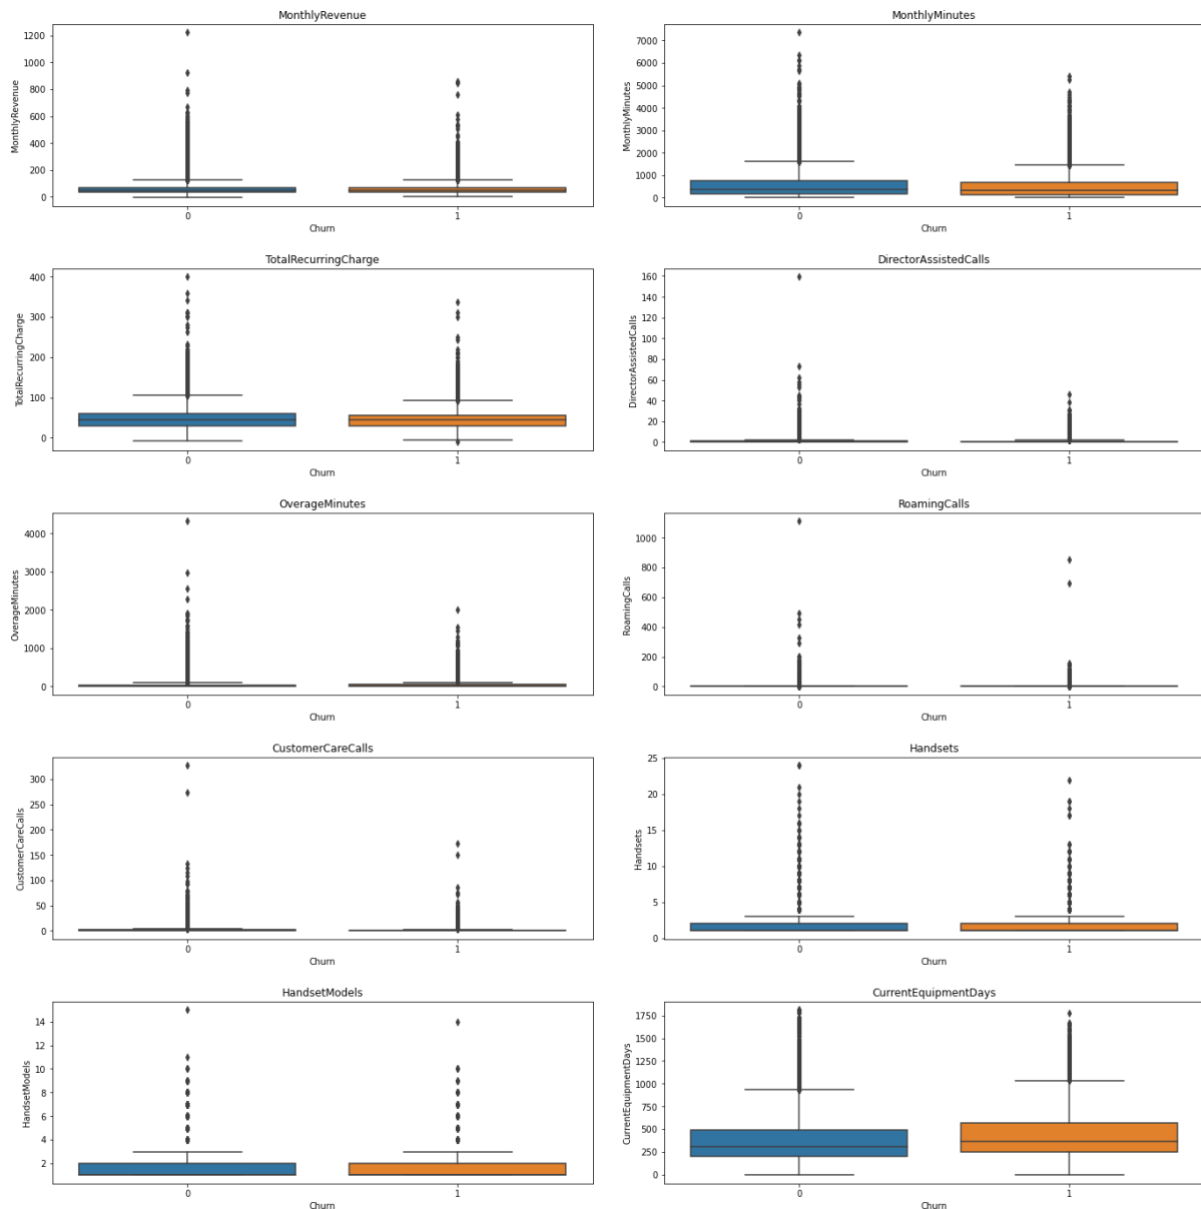 MonthlyRevenue
MonthlyRevenue
1200
1000
800
600
400
200
0
0 1
Churn
MonthlyMinutes
MonthlyMinutes
7000
6000
5000
4000
3000
2000
1000
0
0 1
Churn
TotalRecurringCharge
TotalRecurringCharge
400
300
200
100
0
0 1
Churn
DirectorAssistedCalls
DirectorAssistedCalls
160
140
120
100
80
60
40
20
0
0 1
Churn
OverageMinutes
OverageMinutes
4000
3000
2000
1000
0
0 1
Churn
RoamingCalls
RoamingCalls
1000
800
600
400
200
0
0 1
Churn
CustomerCareCalls
CustomerCareCalls
300
250
200
150
100
50
0
0 1
Churn
Handsets
Handsets
25
20
15
10
5
0
0 1
Churn
HandsetModels
HandsetModels
14
12
10
8
6
4
2
0 1
Churn
CurrentEquipmentDays
CurrentEquipmentDays
1750
1500
1250
1000
750
500
250
0
0 1
Churn